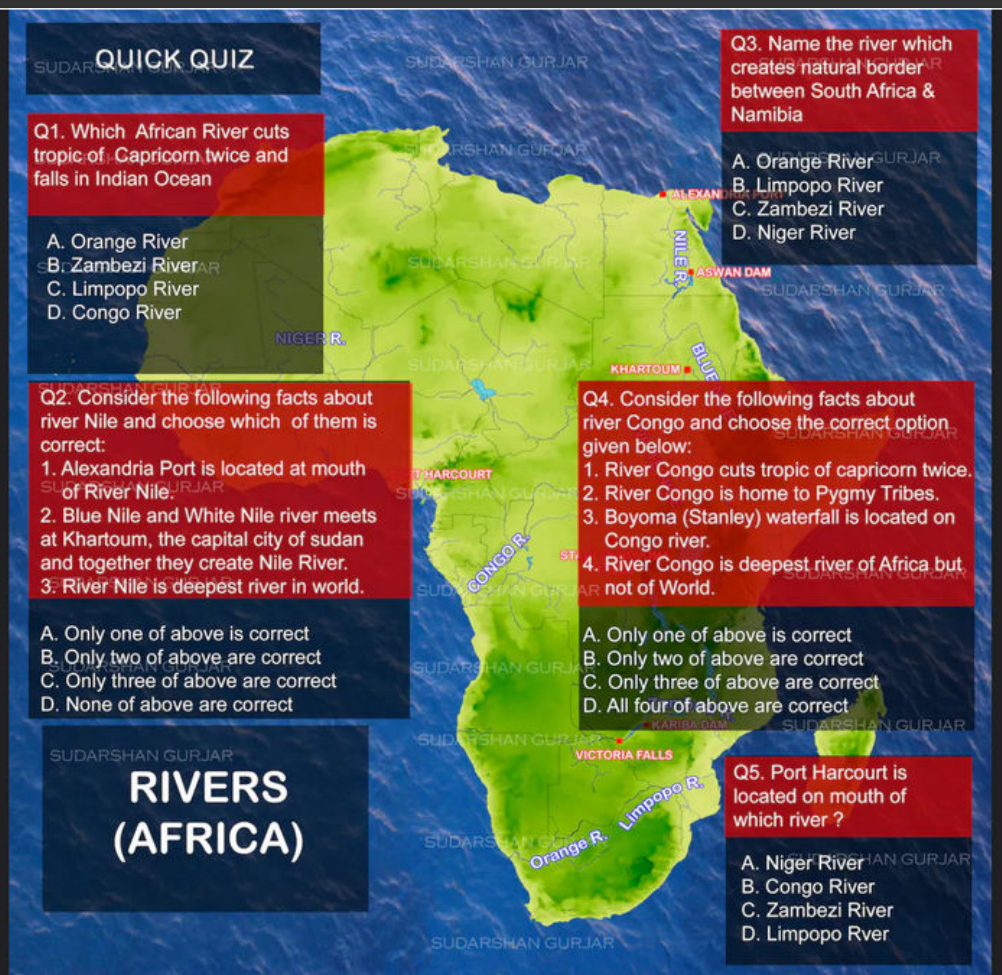 QUICK QUIZ
SUDARSHAN GURJAR
Q1. Which African River cuts
tropic of Capricorn twice and
falls in Indian Ocean
A. Orange River
B. Zambezi River
C. Limpopo River
D. Congo River
Q2. Consider the following facts about
river Nile and choose which of them is
correct:
1. Alexandria Port is located at mouth
of River Nile.
2. Blue Nile and White Nile river meets
at Khartoum, the capital city of sudan
and together they create Nile River.
3. River Nile is deepest river in world.
A. Only one of above is correct
B. Only two of above are correct
C. Only three of above are correct
D. None of above are correct
RIVERS
(AFRICA)
Q3. Name the river which
creates natural border
between South Africa &
Namibia
A. Orange River
B. Limpopo River
C. Zambezi River
D. Niger River
Q4. Consider the following facts about
river Congo and choose the correct option
given below:
1. River Congo cuts tropic of capricorn twice.
2. River Congo is home to Pygmy Tribes.
3. Boyoma (Stanley) waterfall is located on
Congo river.
4. River Congo is deepest river of Africa but
not of World.
A. Only one of above is correct
B. Only two of above are correct
C. Only three of above are correct
D. All four of above are correct
Q5. Port Harcourt is
located on mouth of
which river ?
A. Niger River
B. Congo River
C. Zambezi River
D. Limpopo Rver
ALEXANDRIA PORT
NILE R.
ASWAN DAM
NIGER R.
KHARTOUM
BLUE
T HARCOURT
CONGO R.
STA
KARIBA DAM
VICTORIA FALLS
Limpopo R.
Orange R.